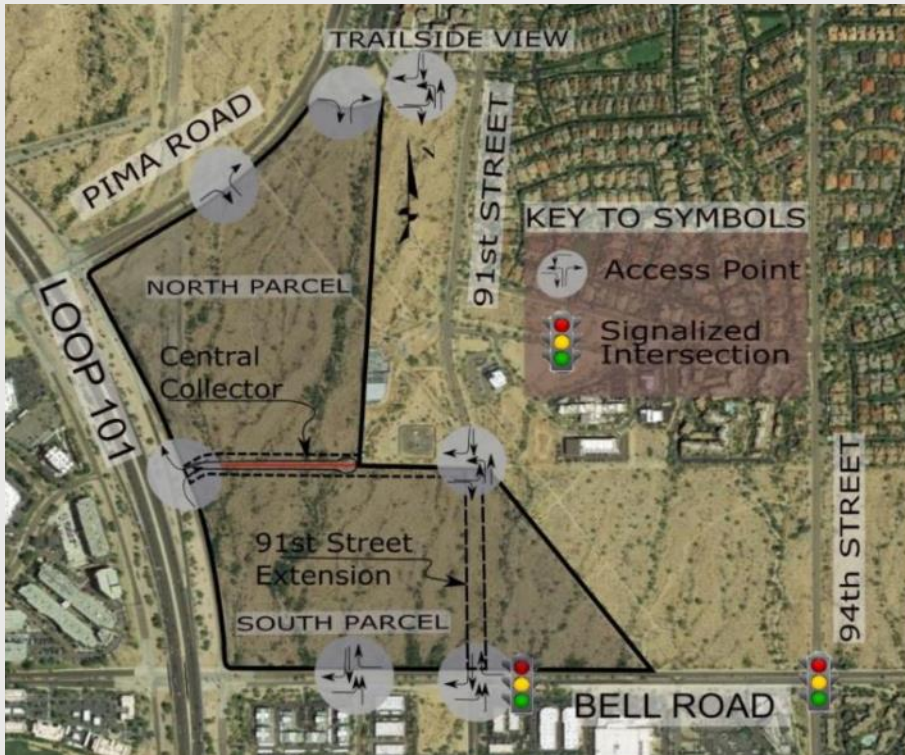 TRAILSIDE VIEW
PIMA ROAD
91st STREET
KEY TO SYMBOLS
Access Point
Signalized
Intersection
NORTH PARCEL
LOOP 101
Central
Collector
94th STREET
91st Street
Extension
SOUTH PARCEL
BELL ROAD